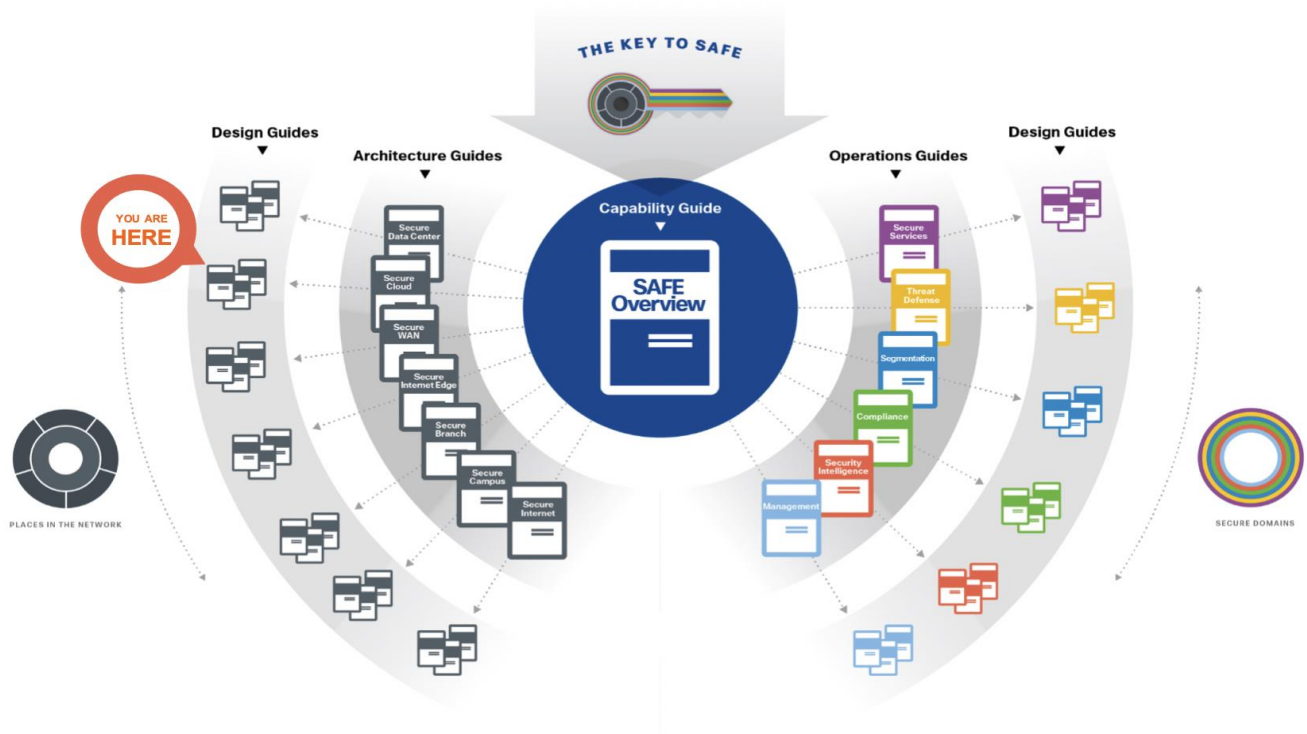 THE KEY TO SAFE
Design Guides
Architecture Guides
Operations Guides
Design Guides
YOU ARE
HERE
Capability Guide
SAFE
Overview
Secure
Data Center
Secure
Cloud
Secure
WAN
Secure
Internet Edge
Secure
Branch
Secure
Campus
Secure
Internet
Secure
Services
Threat
Defense
Segmentation
Compliance
Security
Intelligence
Management
PLACES IN THE NETWORK
SECURE DOMAINS